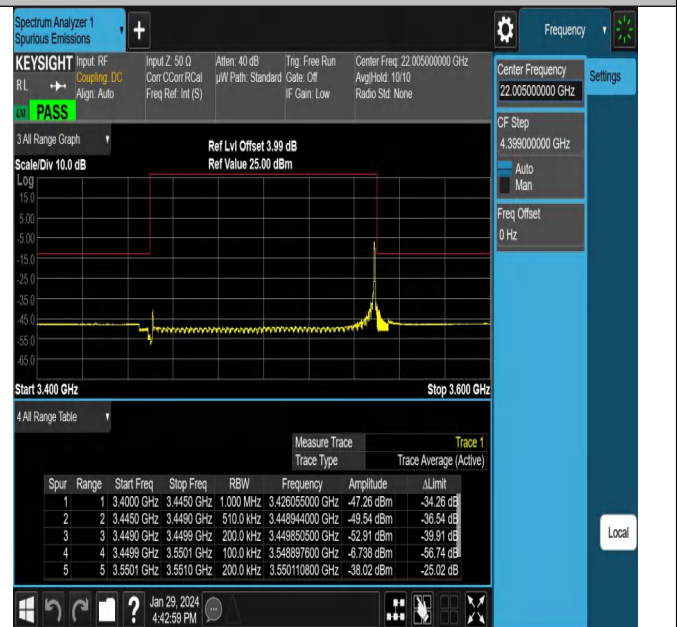 Spectrum Analyzer 1
Spurious Emissions
+
Frequency
KEYSIGHT Input: RF Input Z: 50 Ω Atten: 40 dB Trig: Free Run Center Freq: 22.005000000 GHz
RL Coupling: DC Corr CCorr RCal µW Path: Standard Gate: Off Avg|Hold: 10/10
Align: Auto Freq Ref: Int (S) IF Gain: Low Radio Std: None
PASS
Center Frequency
22.005000000 GHz
Settings
CF Step
4.399000000 GHz
Auto
Man
Freq Offset
0 Hz
3 All Range Graph
Ref Lvl Offset 3.99 dB
Scale/Div 10.0 dB Ref Value 25.00 dBm
Log
15.0
5.00
-5.00
-15.0
-25.0
-35.0
-45.0
-55.0
-65.0
Start 3.400 GHz Stop 3.600 GHz
4 All Range Table
Measure Trace Trace 1
Trace Type Trace Average (Active)
Spur Range Start Freq Stop Freq RBW Frequency Amplitude ΔLimit
1 1 3.4000 GHz 3.4450 GHz 1.000 MHz 3.426055000 GHz -47.26 dBm -34.26 dB
2 2 3.4450 GHz 3.4490 GHz 510.0 kHz 3.448944000 GHz -49.54 dBm -36.54 dB
3 3 3.4490 GHz 3.4499 GHz 200.0 kHz 3.449850500 GHz -52.91 dBm -39.91 dB
4 4 3.4499 GHz 3.5501 GHz 100.0 kHz 3.548897600 GHz -6.738 dBm -56.74 dB
5 5 3.5501 GHz 3.5510 GHz 200.0 kHz 3.550110800 GHz -38.02 dBm -25.02 dB
Local
? Jan 29, 2024
4:42:59 PM